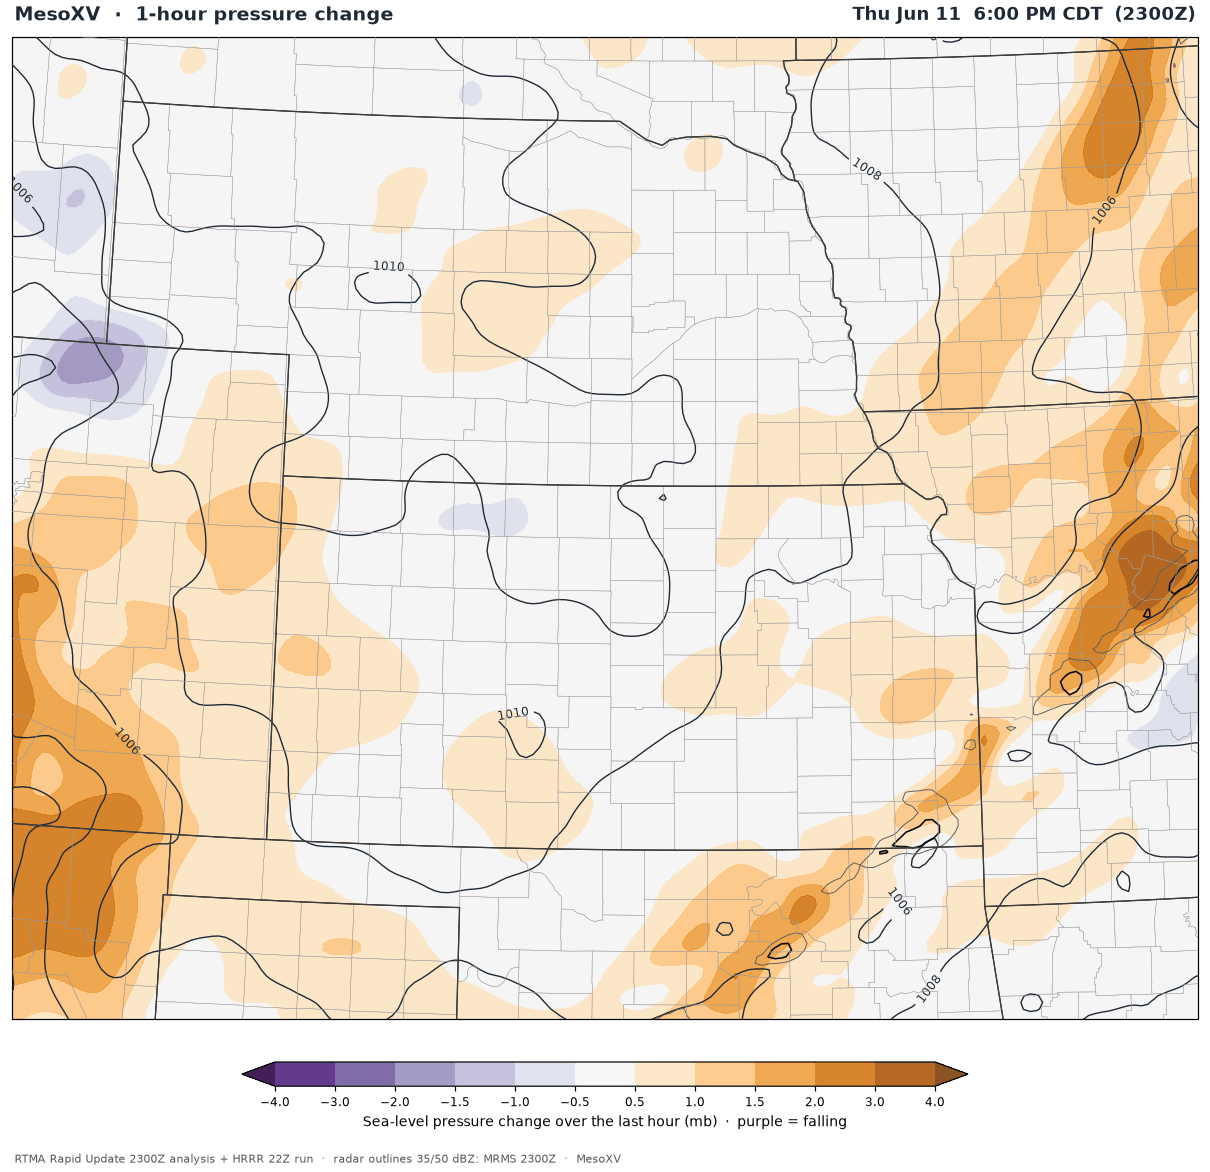 MesoXV · 1-hour pressure change
Thu Jun 11 6:00 PM CDT (2300Z)
1008
1006
1006
1010
1010
1006
1006
1008
−4.0 −3.0 −2.0 −1.5 −1.0 −0.5 0.5 1.0 1.5 2.0 3.0 4.0
Sea-level pressure change over the last hour (mb) · purple = falling
RTMA Rapid Update 2300Z analysis + HRRR 22Z run · radar outlines 35/50 dBZ: MRMS 2300Z · MesoXV